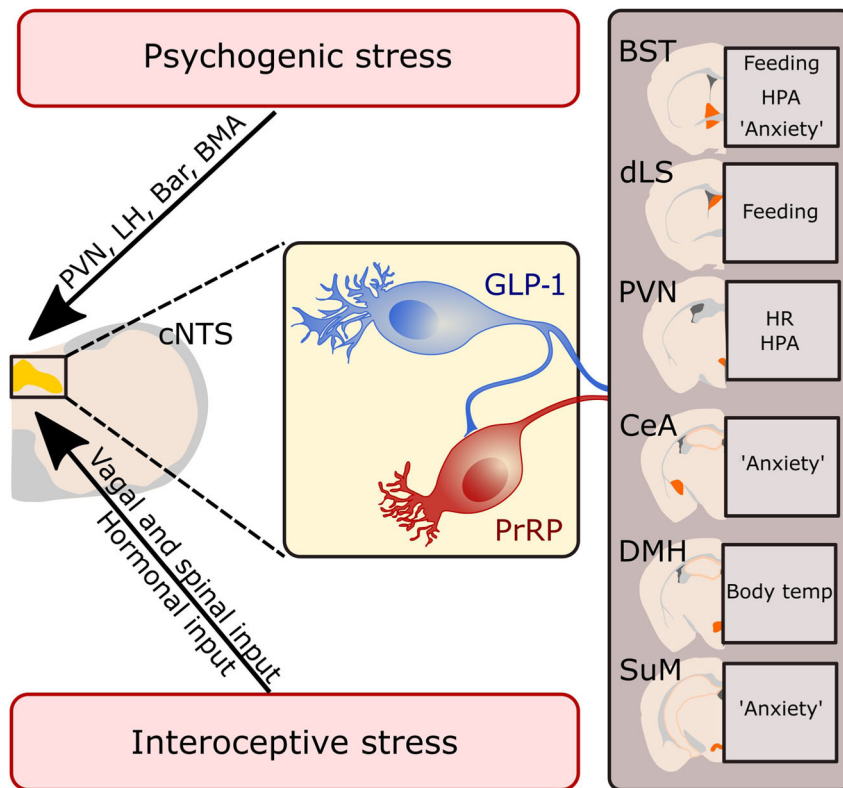 Psychogenic stress
PVN, LH, Bar, BMA
cNTS
GLP-1
PrRP
Vagal and spinal input
Hormonal input
Interoceptive stress
BST
Feeding
HPA
'Anxiety'
dLS
Feeding
PVN
HR
HPA
CeA
'Anxiety'
DMH
Body temp
SuM
'Anxiety'